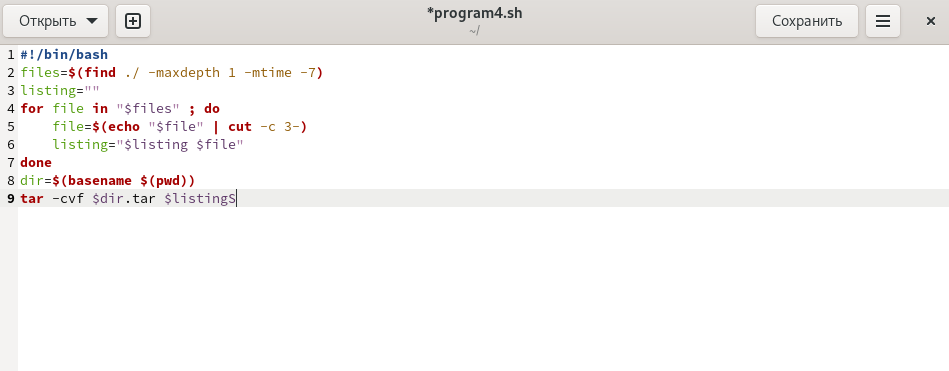 Открыть
*program4.sh
~/
Сохранить
1 #!/bin/bash
2 files=$(find ./ -maxdepth 1 -mtime -7)
3 listing=""
4 for file in "$files" ; do
5     file=$(echo "$file" | cut -c 3-)
6     listing="$listing $file"
7 done
8 dir=$(basename $(pwd))
9 tar -cvf $dir.tar $listingS